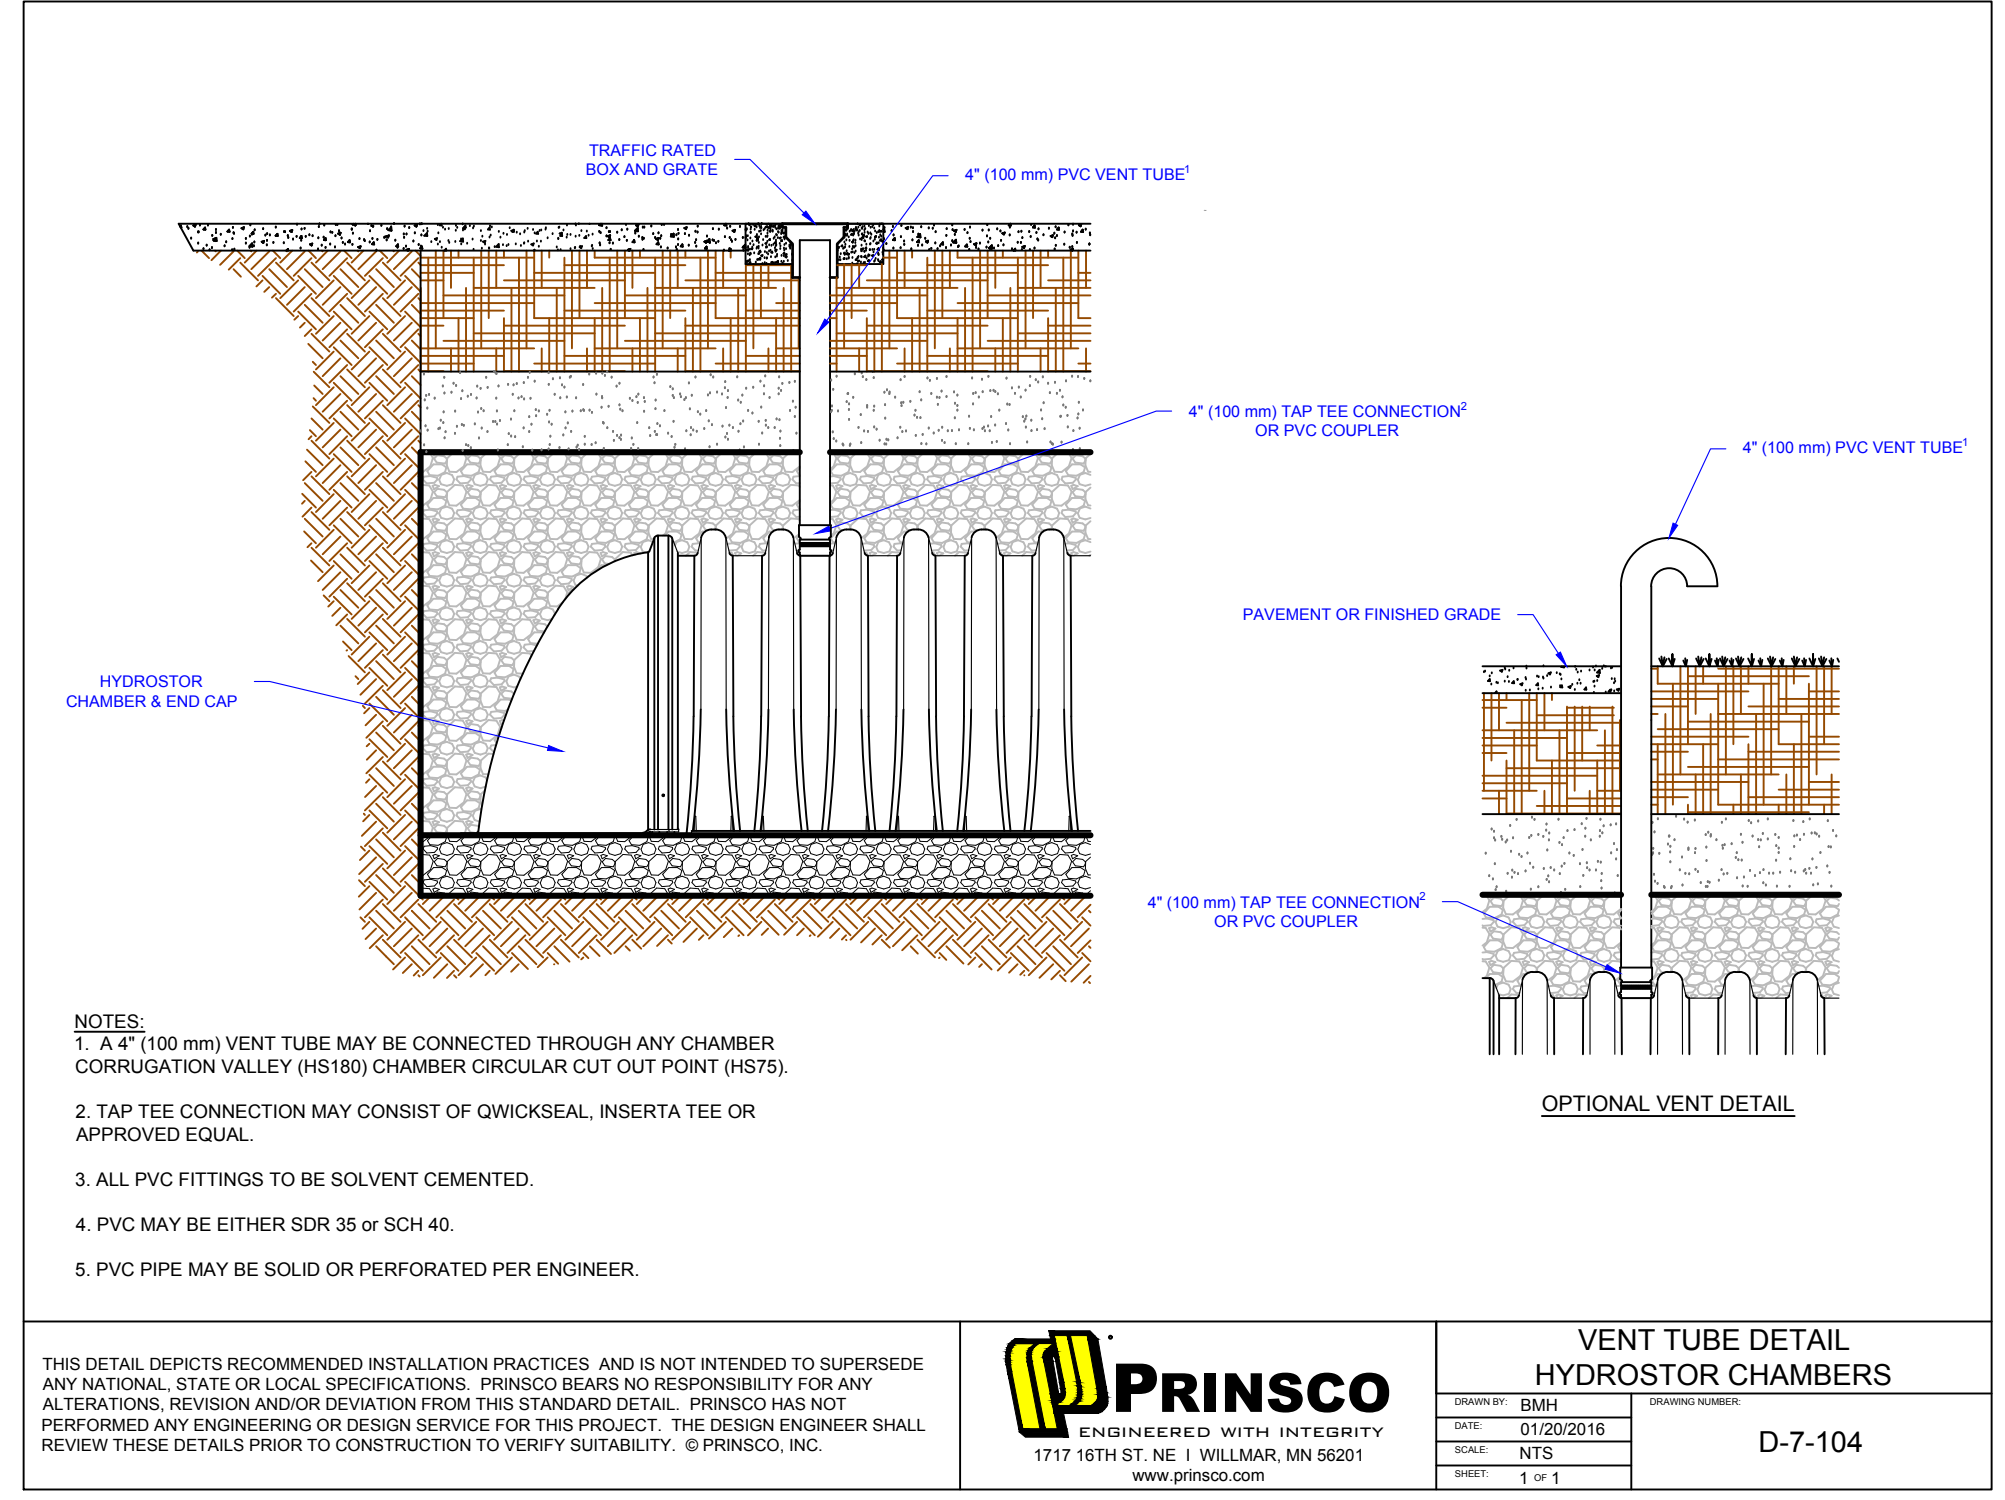 TRAFFIC RATED
BOX AND GRATE
4" (100 mm) PVC VENT TUBE1
4" (100 mm) TAP TEE CONNECTION2
OR PVC COUPLER
4" (100 mm) PVC VENT TUBE1
PAVEMENT OR FINISHED GRADE
HYDROSTOR
CHAMBER & END CAP
4" (100 mm) TAP TEE CONNECTION2
OR PVC COUPLER
OPTIONAL VENT DETAIL
NOTES:
1.  A 4" (100 mm) VENT TUBE MAY BE CONNECTED THROUGH ANY CHAMBER
CORRUGATION VALLEY (HS180) CHAMBER CIRCULAR CUT OUT POINT (HS75).
2. TAP TEE CONNECTION MAY CONSIST OF QWICKSEAL, INSERTA TEE OR
APPROVED EQUAL.
3. ALL PVC FITTINGS TO BE SOLVENT CEMENTED.
4. PVC MAY BE EITHER SDR 35 or SCH 40.
5. PVC PIPE MAY BE SOLID OR PERFORATED PER ENGINEER.
THIS DETAIL DEPICTS RECOMMENDED INSTALLATION PRACTICES  AND IS NOT INTENDED TO SUPERSEDE
ANY NATIONAL, STATE OR LOCAL SPECIFICATIONS.  PRINSCO BEARS NO RESPONSIBILITY FOR ANY
ALTERATIONS, REVISION AND/OR DEVIATION FROM THIS STANDARD DETAIL.  PRINSCO HAS NOT
PERFORMED ANY ENGINEERING OR DESIGN SERVICE FOR THIS PROJECT.  THE DESIGN ENGINEER SHALL
REVIEW THESE DETAILS PRIOR TO CONSTRUCTION TO VERIFY SUITABILITY.  © PRINSCO, INC.
PRINSCO
ENGINEERED WITH INTEGRITY
1717 16TH ST. NE  I  WILLMAR, MN 56201
www.prinsco.com
VENT TUBE DETAIL
HYDROSTOR CHAMBERS
DRAWN BY: BMH
DATE: 01/20/2016
SCALE: NTS
SHEET: 1 OF 1
DRAWING NUMBER:
D-7-104